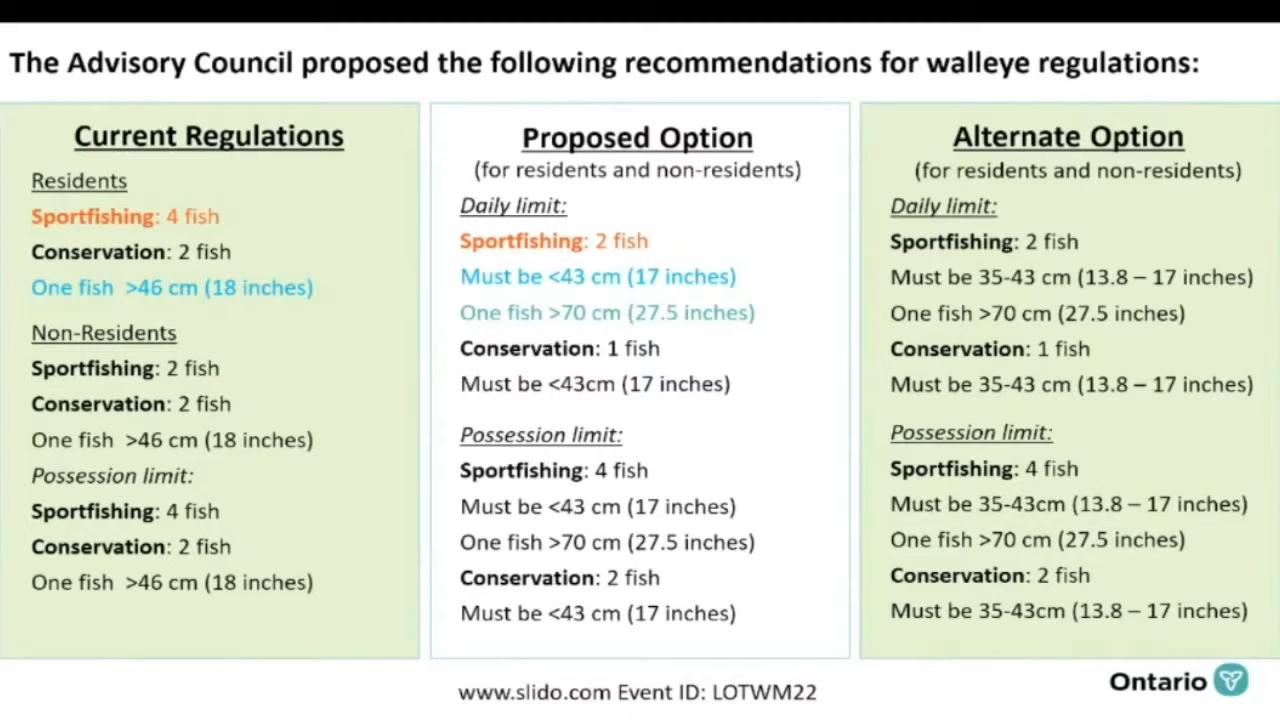 The Advisory Council proposed the following recommendations for walleye regulations:
Current Regulations
Residents
Sportfishing: 4 fish
Conservation: 2 fish
One fish >46 cm (18 inches)
Non-Residents
Sportfishing: 2 fish
Conservation: 2 fish
One fish >46 cm (18 inches)
Possession limit:
Sportfishing: 4 fish
Conservation: 2 fish
One fish >46 cm (18 inches)
Proposed Option
(for residents and non-residents)
Daily limit:
Sportfishing: 2 fish
Must be <43 cm (17 inches)
One fish >70 cm (27.5 inches)
Conservation: 1 fish
Must be <43cm (17 inches)
Possession limit:
Sportfishing: 4 fish
Must be <43 cm (17 inches)
One fish >70 cm (27.5 inches)
Conservation: 2 fish
Must be <43 cm (17 inches)
Alternate Option
(for residents and non-residents)
Daily limit:
Sportfishing: 2 fish
Must be 35-43 cm (13.8 – 17 inches)
One fish >70 cm (27.5 inches)
Conservation: 1 fish
Must be 35-43 cm (13.8 – 17 inches)
Possession limit:
Sportfishing: 4 fish
Must be 35-43cm (13.8 – 17 inches)
One fish >70 cm (27.5 inches)
Conservation: 2 fish
Must be 35-43cm (13.8 – 17 inches)
www.slido.com Event ID: LOTWM22
Ontario